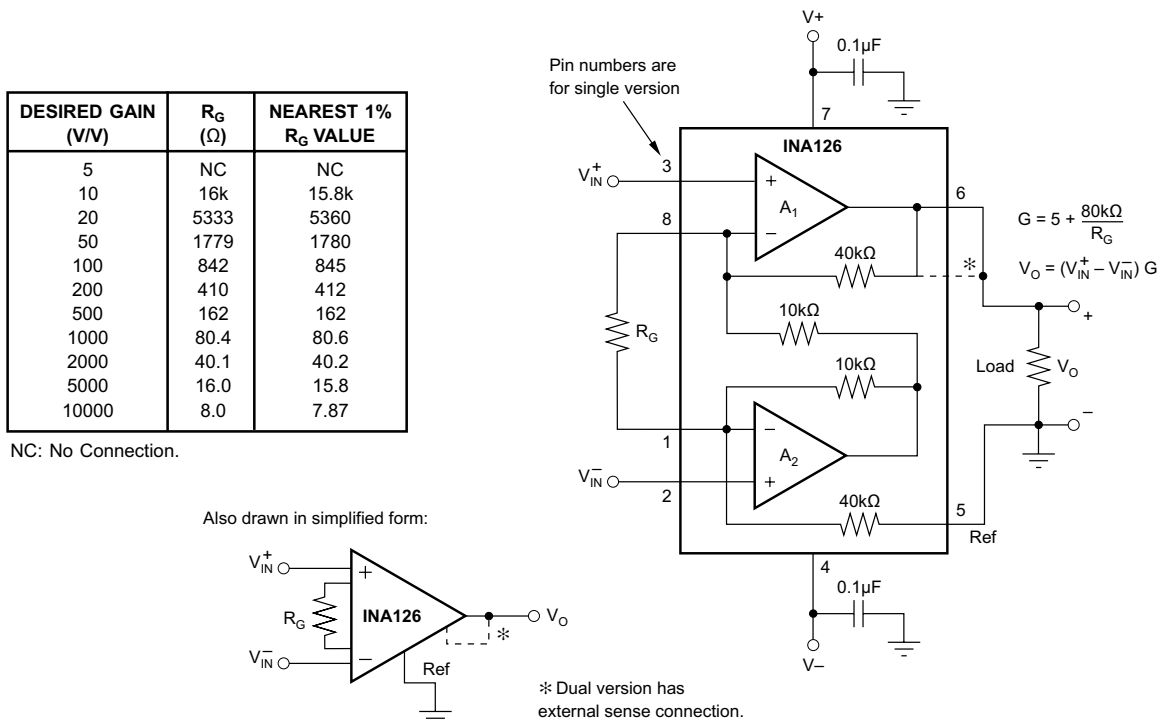 DESIRED GAIN (V/V) R_G (Ω) NEAREST 1% R_G VALUE
5 NC NC
10 16k 15.8k
20 5333 5360
50 1779 1780
100 842 845
200 410 412
500 162 162
1000 80.4 80.6
2000 40.1 40.2
5000 16.0 15.8
10000 8.0 7.87
NC: No Connection.
V+
0.1µF
Pin numbers are
for single version
7
INA126
3
V_IN^+
+
A_1
−
6
8
40kΩ
*
G = 5 + 80kΩ / R_G
V_O = (V_IN^+ − V_IN^−) G
10kΩ
R_G
10kΩ
+
Load
V_O
−
1
−
A_2
+
V_IN^−
2
40kΩ
5
Ref
4
0.1µF
V−
Also drawn in simplified form:
V_IN^+
+
R_G
INA126
V_O
*
V_IN^−
−
Ref
* Dual version has
external sense connection.